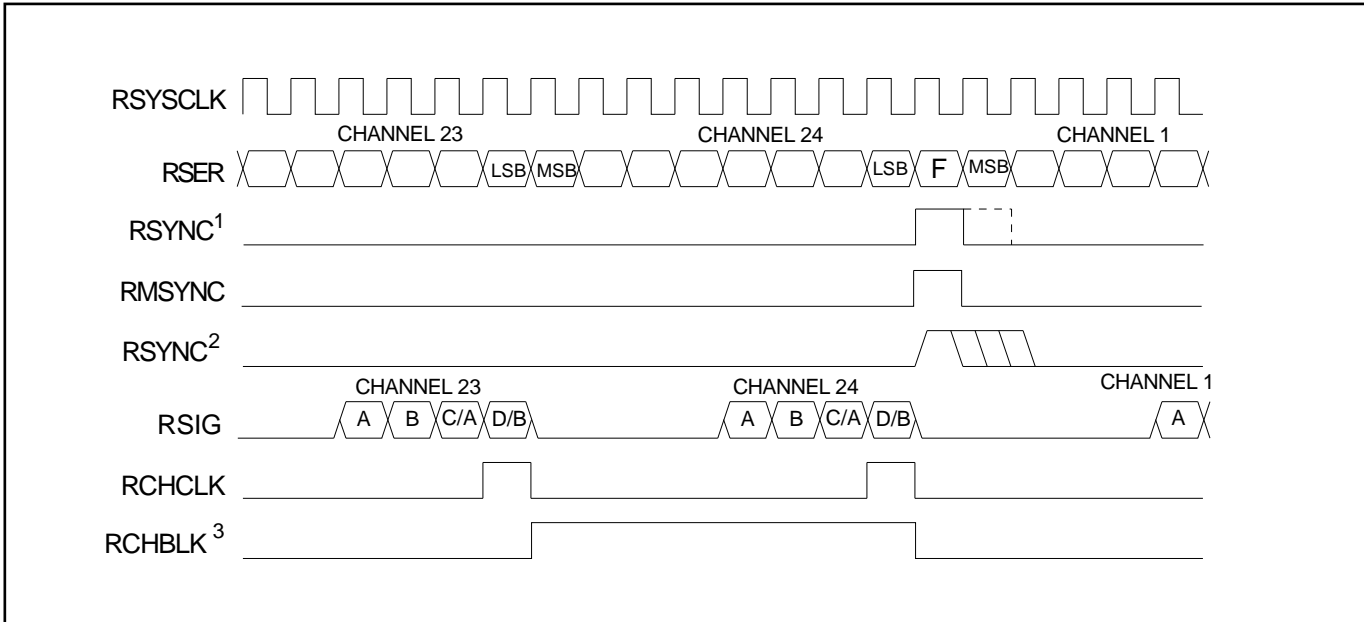 RSYSCLK
CHANNEL 23 CHANNEL 24 CHANNEL 1
RSER LSB MSB LSB F MSB
RSYNC1
RMSYNC
RSYNC2
CHANNEL 23 CHANNEL 24 CHANNEL 1
RSIG A B C/A D/B A B C/A D/B A
RCHCLK
RCHBLK 3